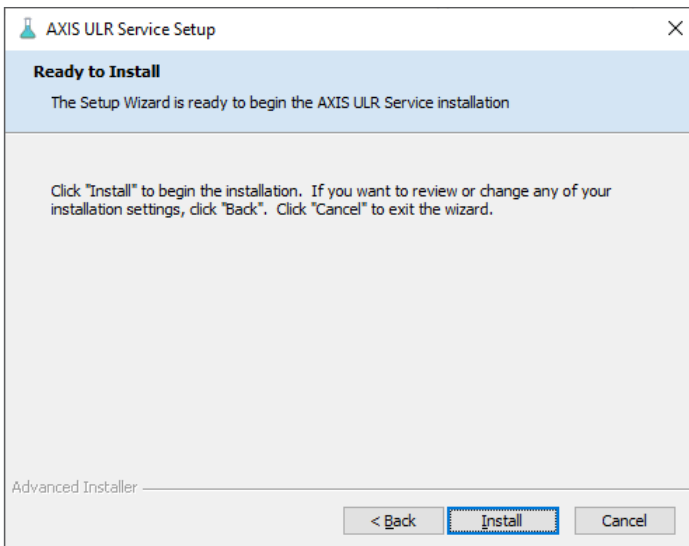 AXIS ULR Service Setup
Ready to Install
The Setup Wizard is ready to begin the AXIS ULR Service installation
Click "Install" to begin the installation.  If you want to review or change any of your
installation settings, click "Back".  Click "Cancel" to exit the wizard.
Advanced Installer
< Back
Install
Cancel